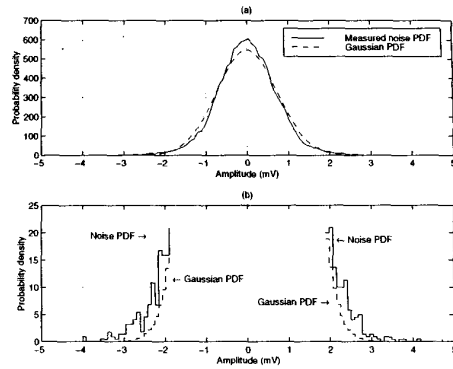 (a)
700
600
500
400
300
200
100
0
Probability density
Measured noise PDF
Gaussian PDF
−5 −4 −3 −2 −1 0 1 2 3 4 5
Amplitude (mV)
(b)
25
20
15
10
5
0
Probability density
Noise PDF →
← Gaussian PDF
← Noise PDF
Gaussian PDF →
−5 −4 −3 −2 −1 0 1 2 3 4 5
Amplitude (mV)